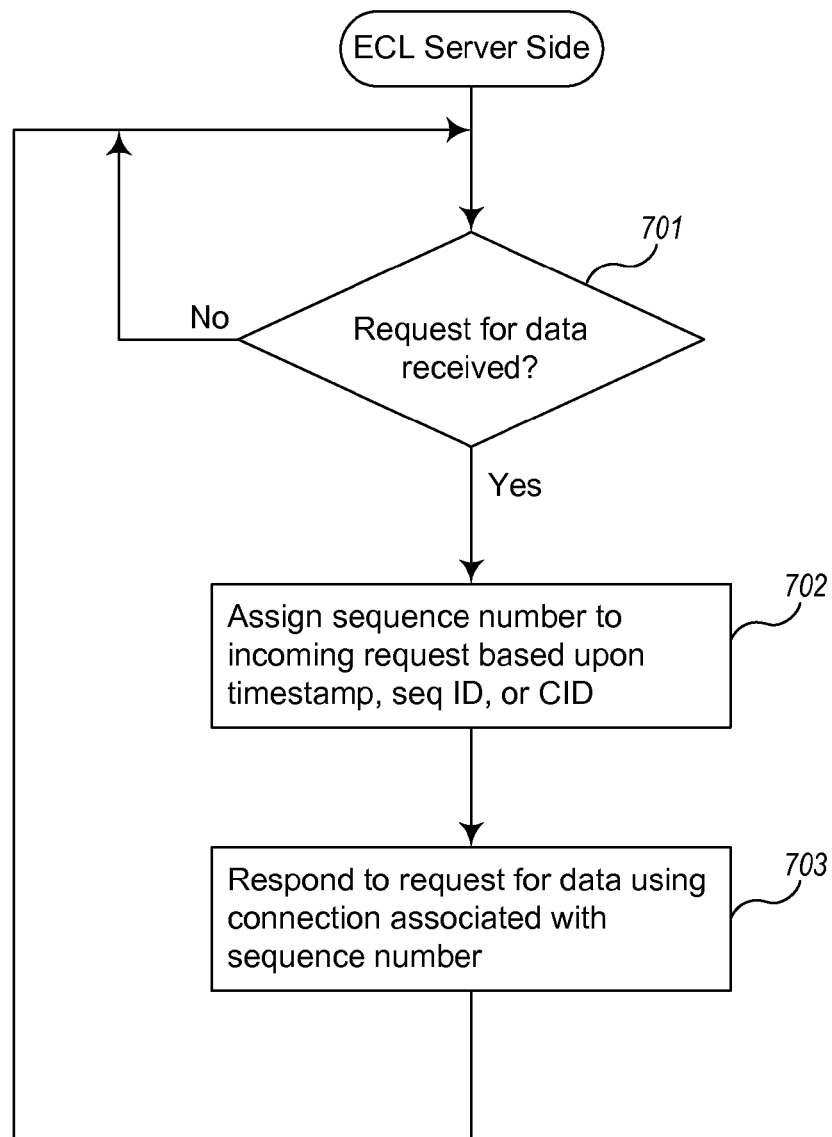 ECL Server Side
701
Request for data
received?
No
Yes
702
Assign sequence number to
incoming request based upon
timestamp, seq ID, or CID
703
Respond to request for data using
connection associated with
sequence number